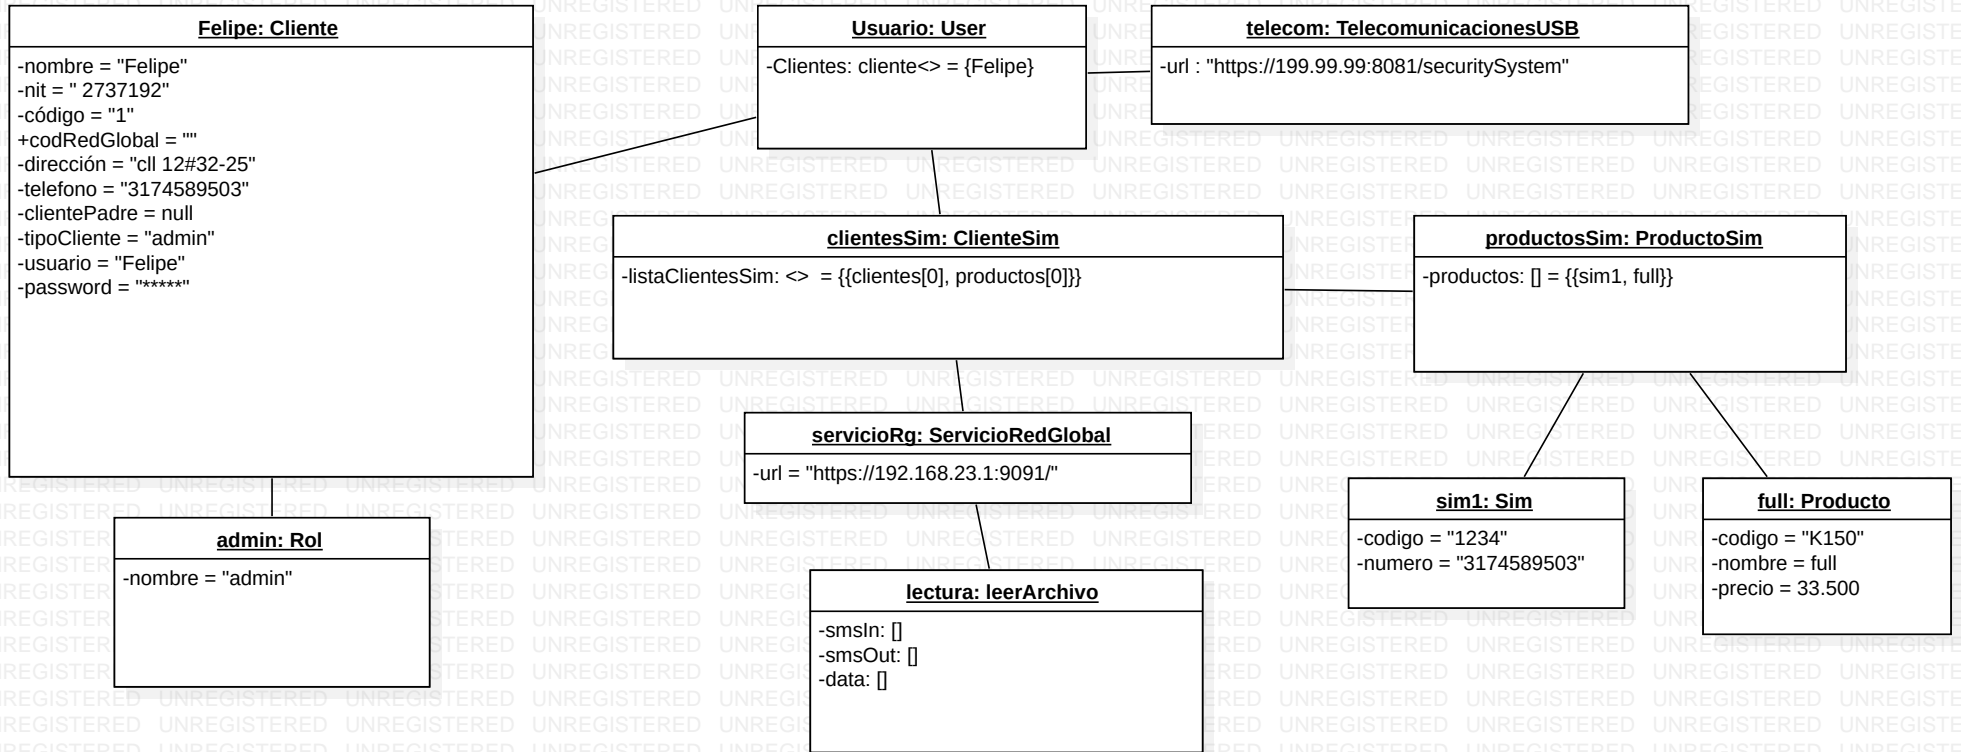 Felipe: Cliente
-nombre = "Felipe"
-nit = " 2737192"
-código = "1"
+codRedGlobal = ""
-dirección = "cll 12#32-25"
-telefono = "3174589503"
-clientePadre = null
-tipoCliente = "admin"
-usuario = "Felipe"
-password = "*****"
Usuario: User
-Clientes: cliente<> = {Felipe}
telecom: TelecomunicacionesUSB
-url : "https://199.99.99:8081/securitySystem"
clientesSim: ClienteSim
-listaClientesSim: <>  = {{clientes[0], productos[0]}}
productosSim: ProductoSim
-productos: [] = {{sim1, full}}
servicioRg: ServicioRedGlobal
-url = "https://192.168.23.1:9091/"
sim1: Sim
-codigo = "1234"
-numero = "3174589503"
full: Producto
-codigo = "K150"
-nombre = full
-precio = 33.500
admin: Rol
-nombre = "admin"
lectura: leerArchivo
-smsIn: []
-smsOut: []
-data: []
UNREGISTERED